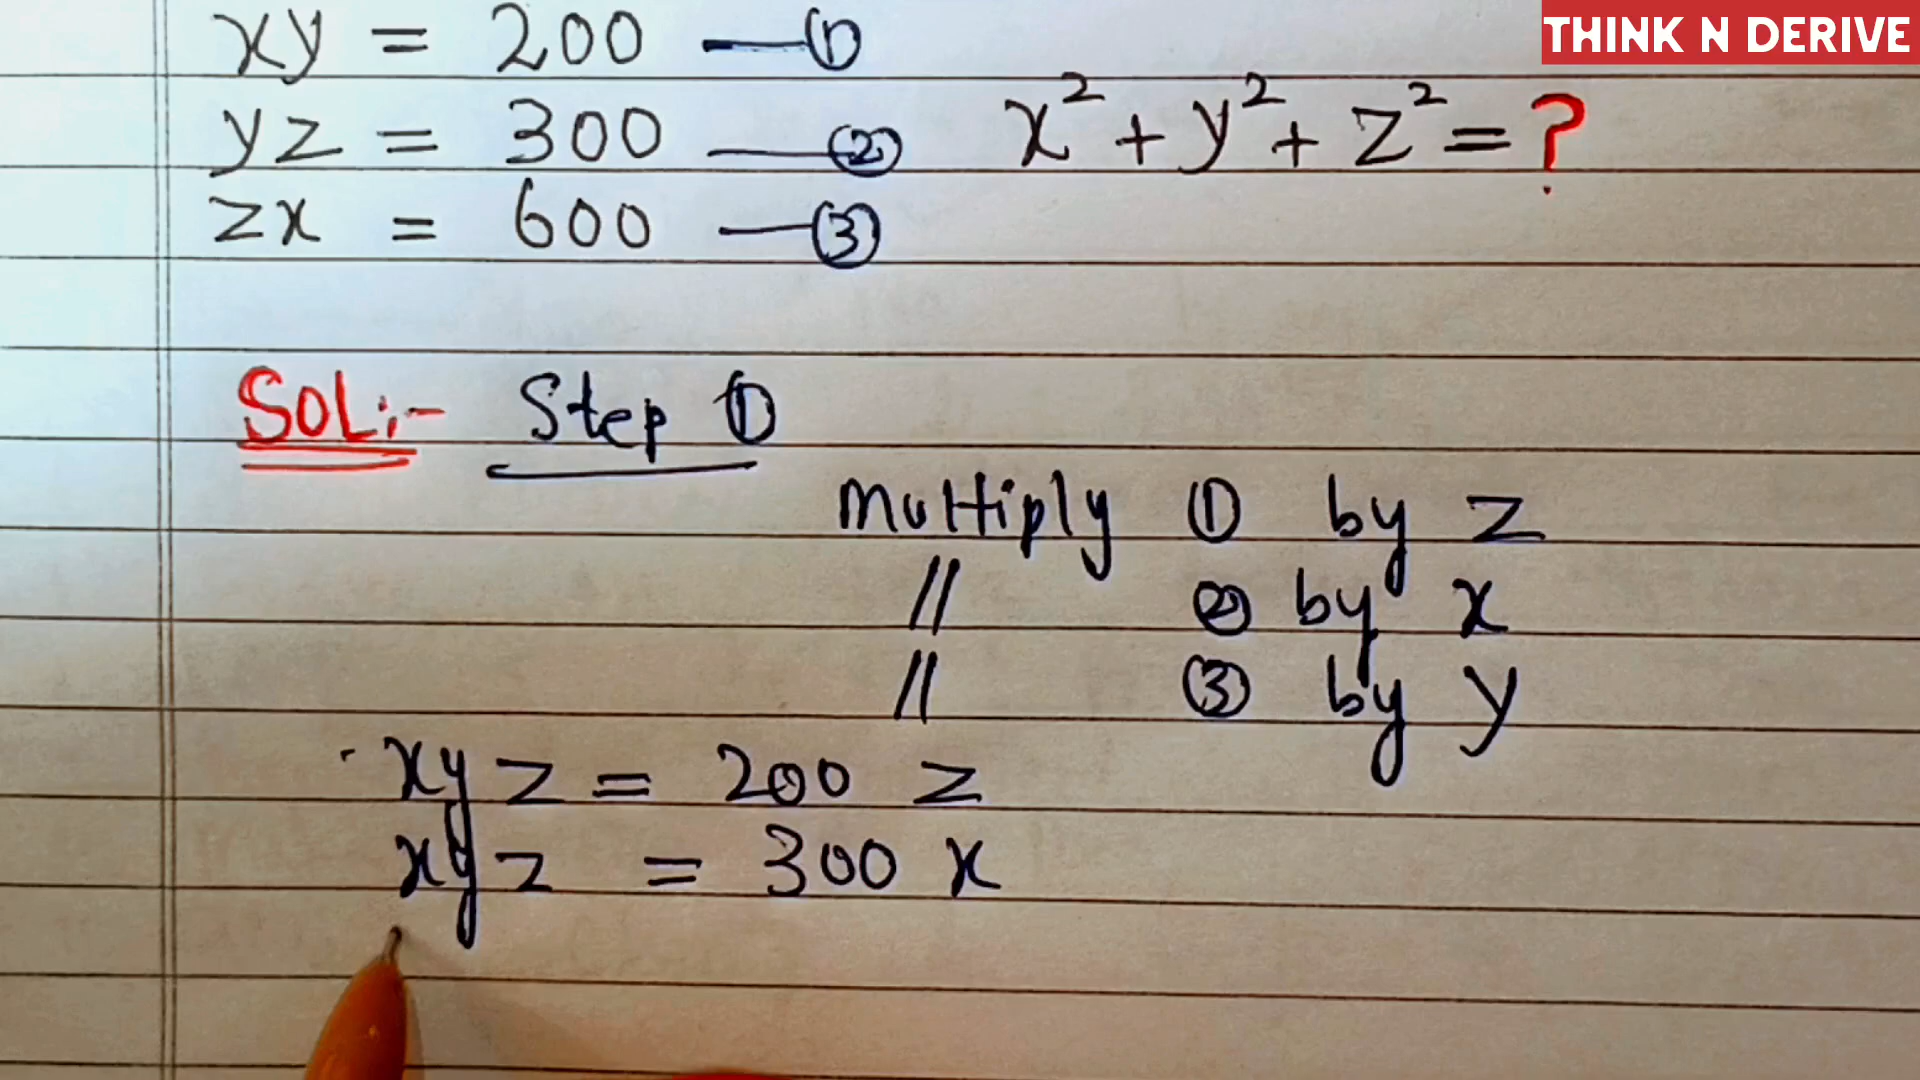 THINK N DERIVE
xy = 200 — ①
yz = 300 — ② x² + y² + z² = ?
zx = 600 — ③
SOL:- Step ①
Multiply ① by z
// ② by x
// ③ by y
xyz = 200 z
xyz = 300 x